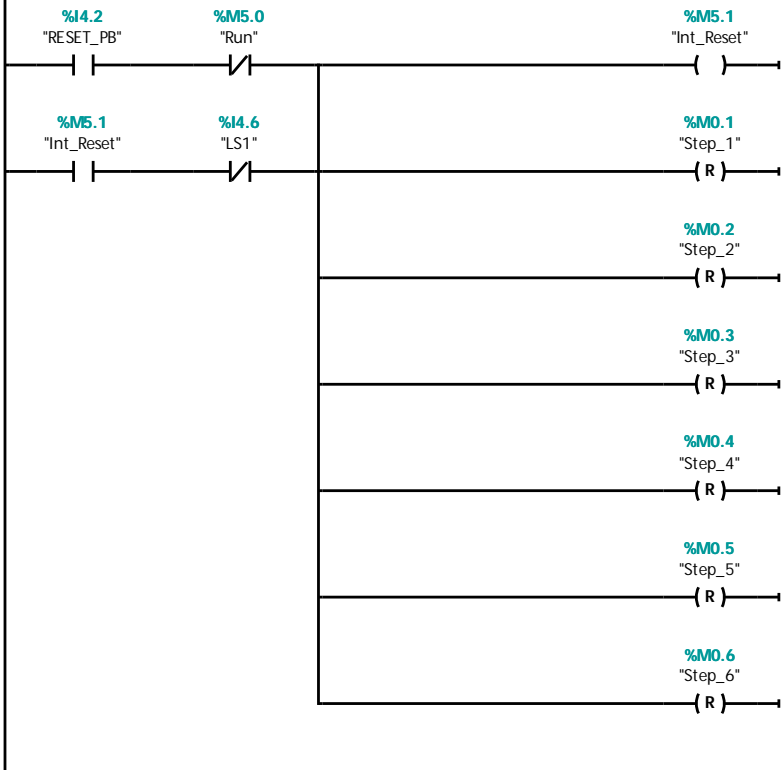 %I4.2 %M5.0 %M5.1
"RESET_PB" "Run" "Int_Reset"
%M5.1 %I4.6 %M0.1
"Int_Reset" "LS1" "Step_1"
R
%M0.2
"Step_2"
R
%M0.3
"Step_3"
R
%M0.4
"Step_4"
R
%M0.5
"Step_5"
R
%M0.6
"Step_6"
R